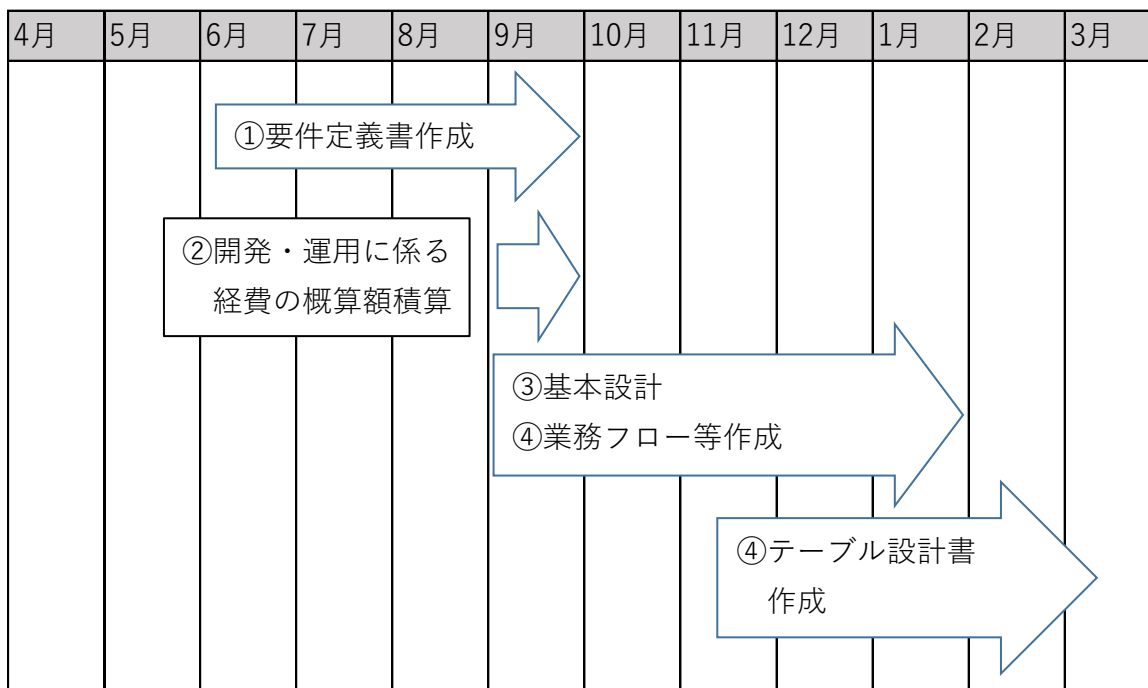 4月 5月 6月 7月 8月 9月 10月 11月 12月 1月 2月 3月
①要件定義書作成
②開発・運用に係る
経費の概算額積算
③基本設計
④業務フロー等作成
④テーブル設計書
作成